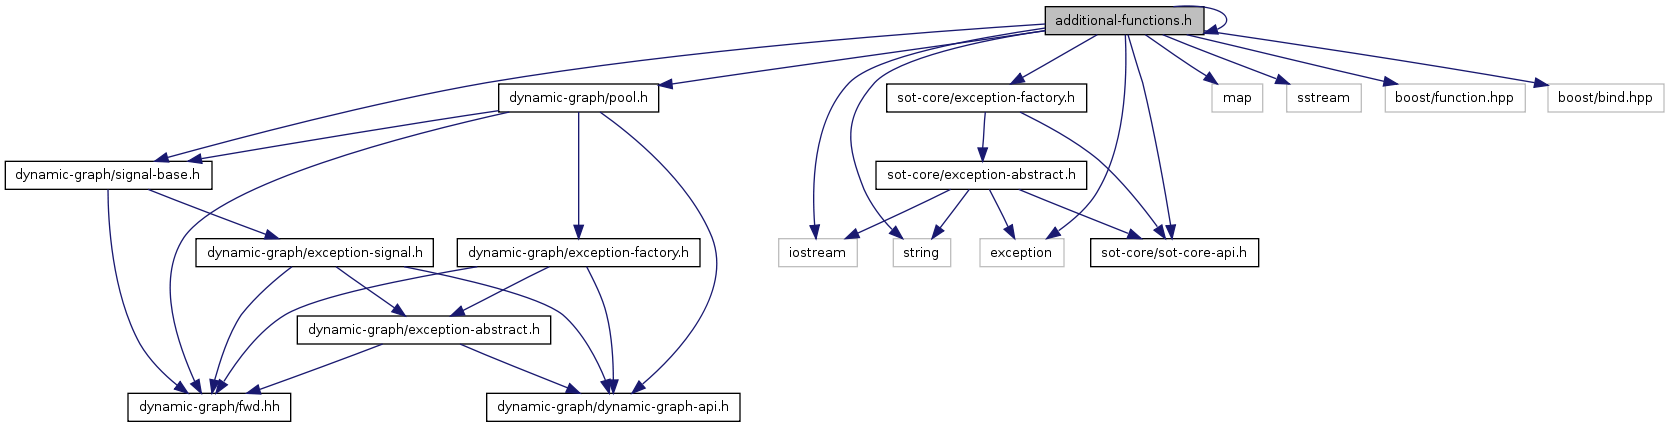 additional-functions.h
dynamic-graph/pool.h
sot-core/exception-factory.h
map
sstream
boost/function.hpp
boost/bind.hpp
dynamic-graph/signal-base.h
sot-core/exception-abstract.h
dynamic-graph/exception-signal.h
dynamic-graph/exception-factory.h
iostream
string
exception
sot-core/sot-core-api.h
dynamic-graph/exception-abstract.h
dynamic-graph/fwd.hh
dynamic-graph/dynamic-graph-api.h